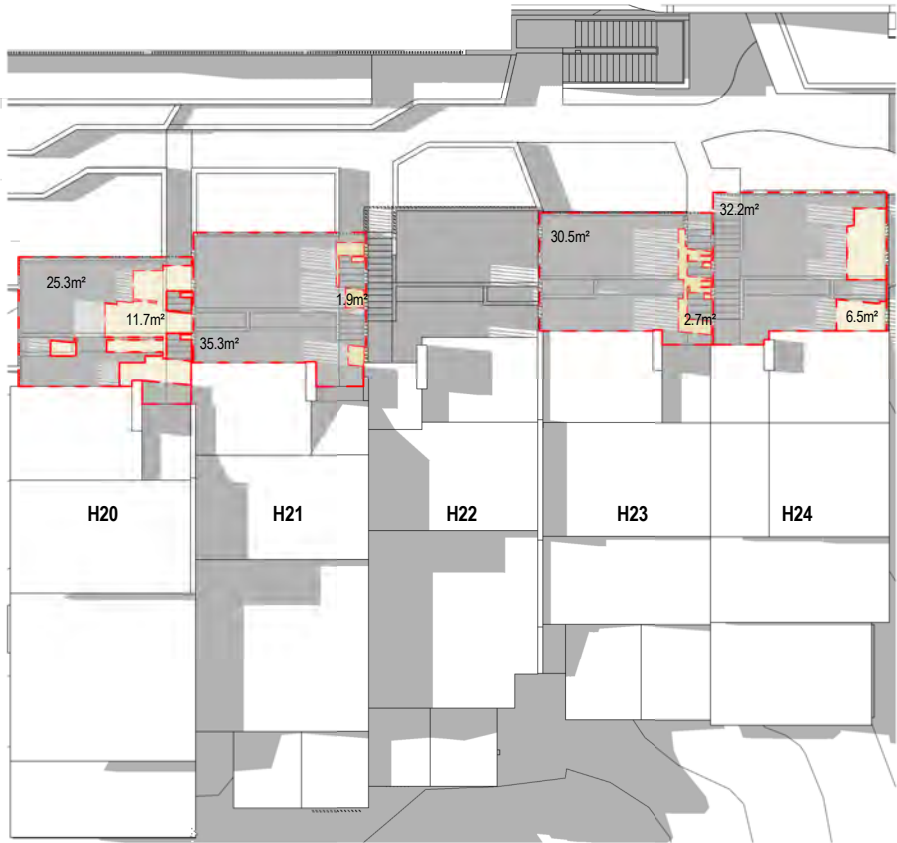 32.2m²
30.5m²
25.3m²
1.9m²
11.7m²
2.7m²
6.5m²
35.3m²
H20
H21
H22
H23
H24